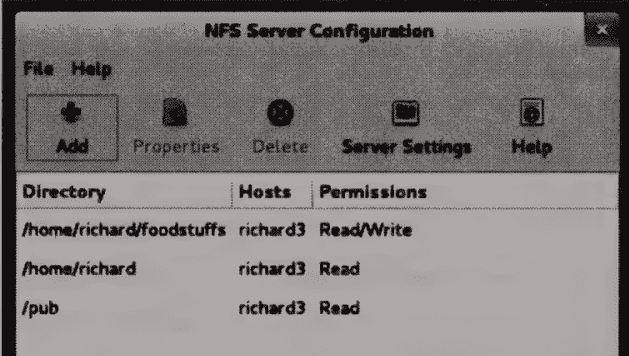 NFS Server Configuration
File Help
Add Properties Delete Server Settings Help
Directory Hosts Permissions
/home/richard/foodstuffs richard3 Read/Write
/home/richard richard3 Read
/pub richard3 Read